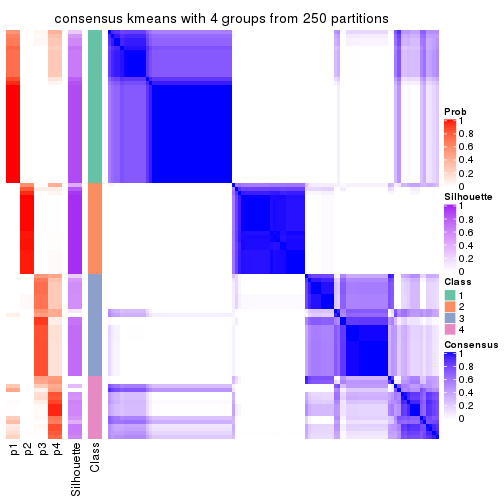 consensus kmeans with 4 groups from 250 partitions
Prob
1
0.8
0.6
0.4
0.2
0
Silhouette
1
0.8
0.6
0.4
0.2
0
Class
1
2
3
4
Consensus
1
0.8
0.6
0.4
0.2
0
p1
p2
p3
p4
Silhouette
Class